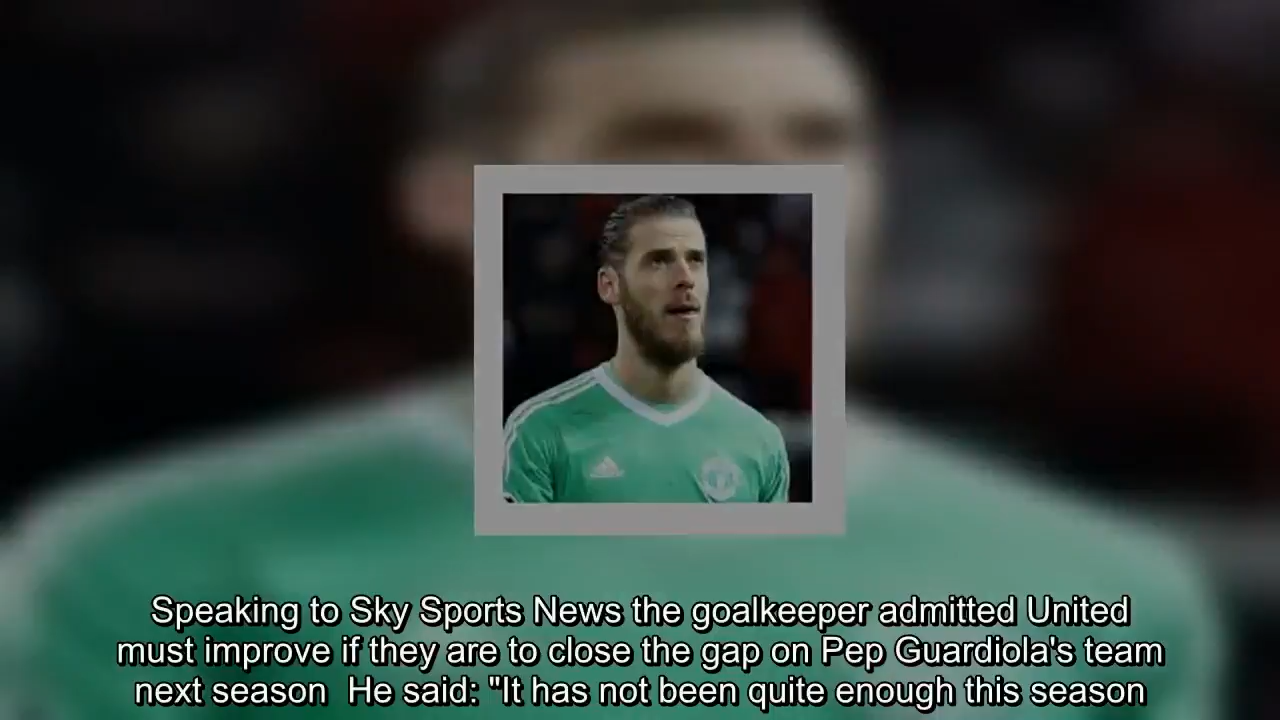 Speaking to Sky Sports News the goalkeeper admitted United
must improve if they are to close the gap on Pep Guardiola's team
next season  He said: "It has not been quite enough this season